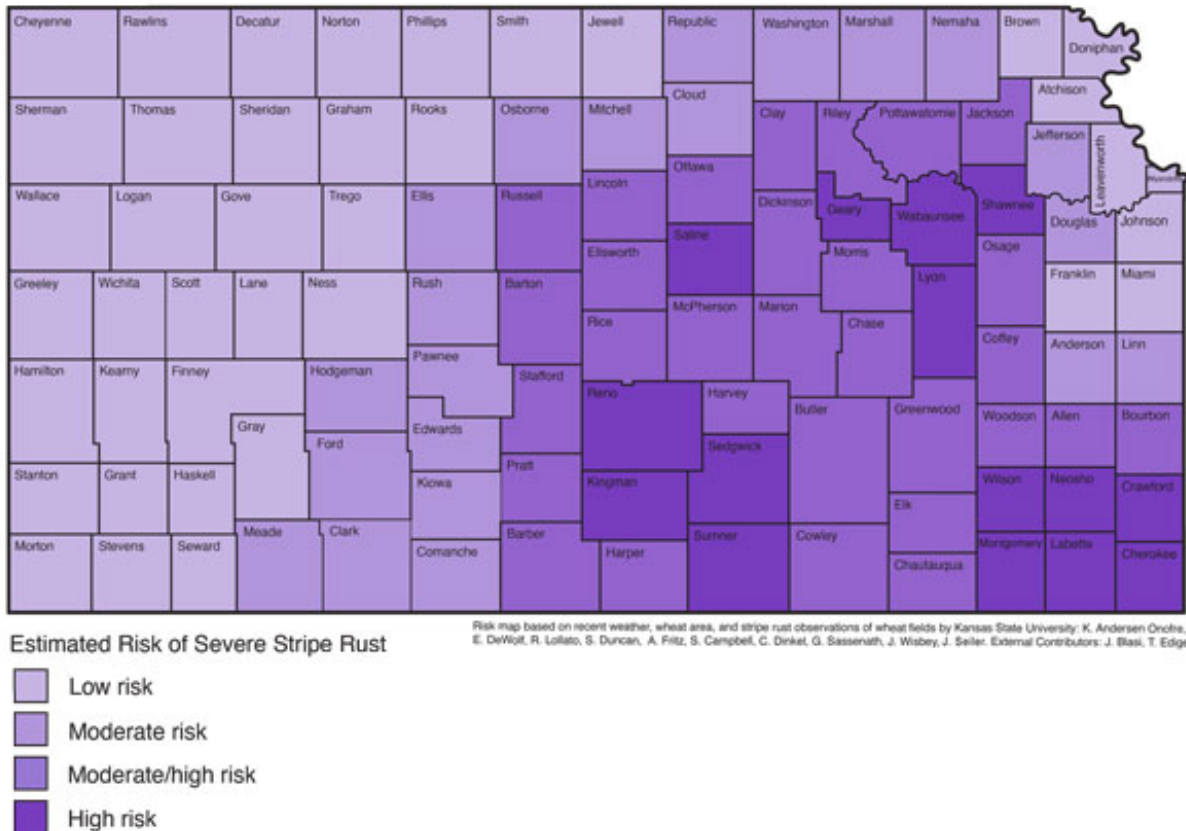 Cheyenne Rawlins Decatur Norton Phillips Smith Jewell Republic Washington Marshall Nemaha Brown
Doniphan
Atchison
Sherman Thomas Sheridan Graham Rooks Osborne Mitchell Cloud Clay Riley Pottawatomie Jackson
Jefferson
Leavenworth
Ottawa
Lincoln
Wallace Logan Gove Trego Ellis Russell Dickinson Geary Wabaunsee Shawnee Douglas Johnson
Saline
Ellsworth Morris Osage
Greeley Wichita Scott Lane Ness Rush Barton Lyon Franklin Miami
McPherson Marion
Rice Chase
Coffey Anderson Linn
Pawnee
Hamilton Kearny Finney Hodgeman Stafford
Reno Harvey Butler Greenwood Woodson Allen Bourbon
Gray Edwards
Ford Sedgwick
Pratt
Stanton Grant Haskell Kiowa Kingman Wilson Neosho Crawford
Elk
Meade Clark Barber Sumner Cowley
Morton Stevens Seward Comanche Harper Montgomery Labette Cherokee
Chautauqua
Risk map based on recent weather, wheat area, and stripe rust observations of wheat fields by Kansas State University: K. Andersen Onofre,
E. DeWolf, R. Lollato, S. Duncan, A. Fritz, S. Campbell, C. Dinkel, G. Sassenath, J. Wisbey, J. Seiler. External Contributors: J. Blasi, T. Edige
Estimated Risk of Severe Stripe Rust
Low risk
Moderate risk
Moderate/high risk
High risk